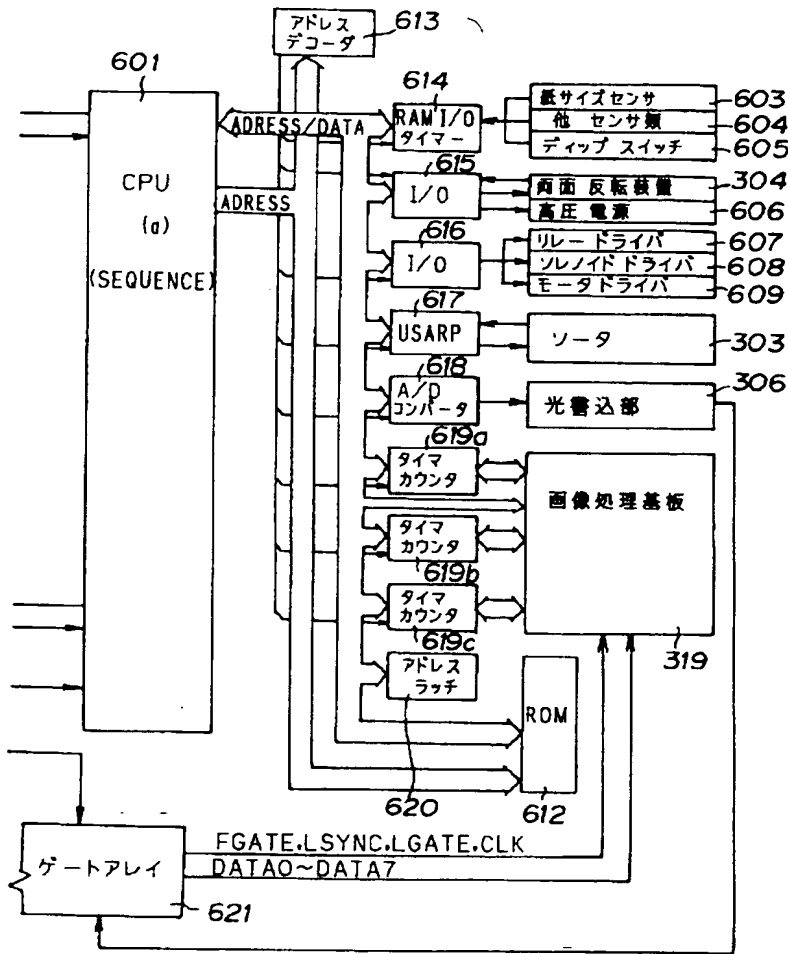 アドレス
デコーダ
613
601
CPU
(a)
(SEQUENCE)
ADRESS/DATA
ADRESS
614
RAM I/O
タイマー
紙サイズセンサ
603
他 センサ類
604
ディップ スイッチ
605
615
I/O
両面 反転装置
304
高圧 電源
606
616
I/O
リレー ドライバ
607
ソレノイド ドライバ
608
モータ ドライバ
609
617
USARP
ソータ
303
618
A/D
コンバータ
光書込部
306
619a
タイマ
カウンタ
画像処理基板
319
タイマ
カウンタ
619b
タイマ
カウンタ
619c
アドレス
ラッチ
620
ROM
612
ゲートアレイ
621
FGATE.LSYNC.LGATE.CLK
DATA0~DATA7